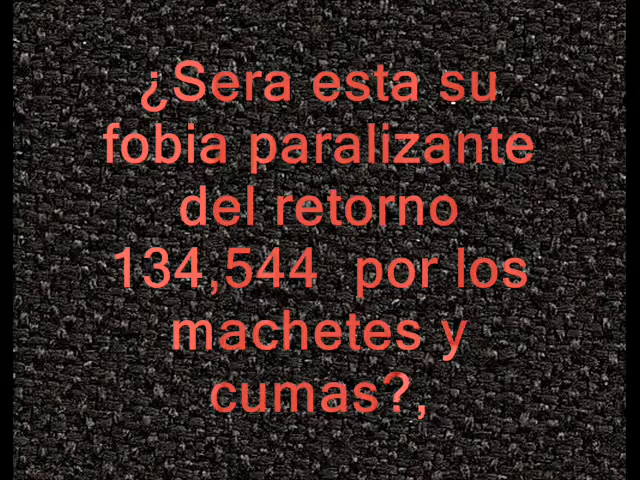 ¿Sera esta su
fobia paralizante
del retorno
134,544  por los
machetes y
cumas?,